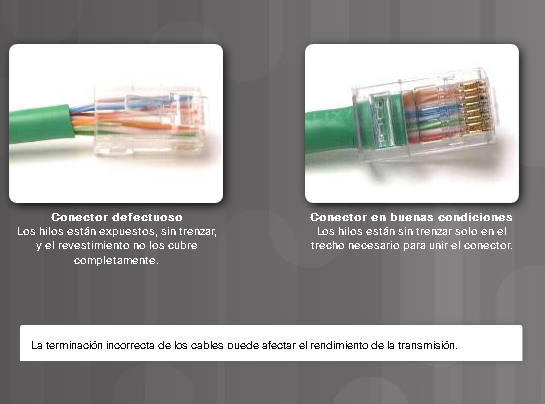 Conector defectuoso
Los hilos están expuestos, sin trenzar,
y el revestimiento no los cubre
completamente.
Conector en buenas condiciones
Los hilos están sin trenzar solo en el
trecho necesario para unir el conector.
La terminación incorrecta de los cables puede afectar el rendimiento de la transmisión.